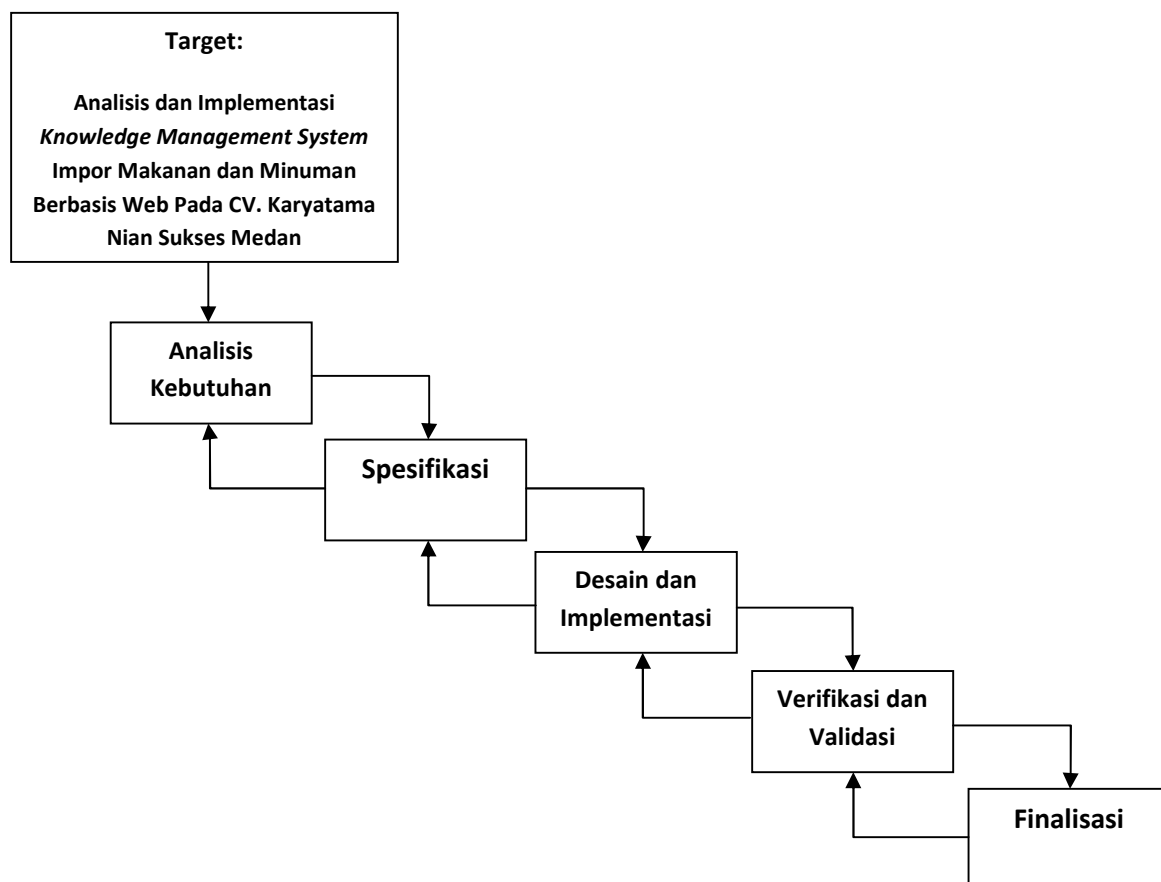 Target:
Analisis dan Implementasi
Knowledge Management System
Impor Makanan dan Minuman
Berbasis Web Pada CV. Karyatama
Nian Sukses Medan
Analisis
Kebutuhan
Spesifikasi
Desain dan
Implementasi
Verifikasi dan
Validasi
Finalisasi